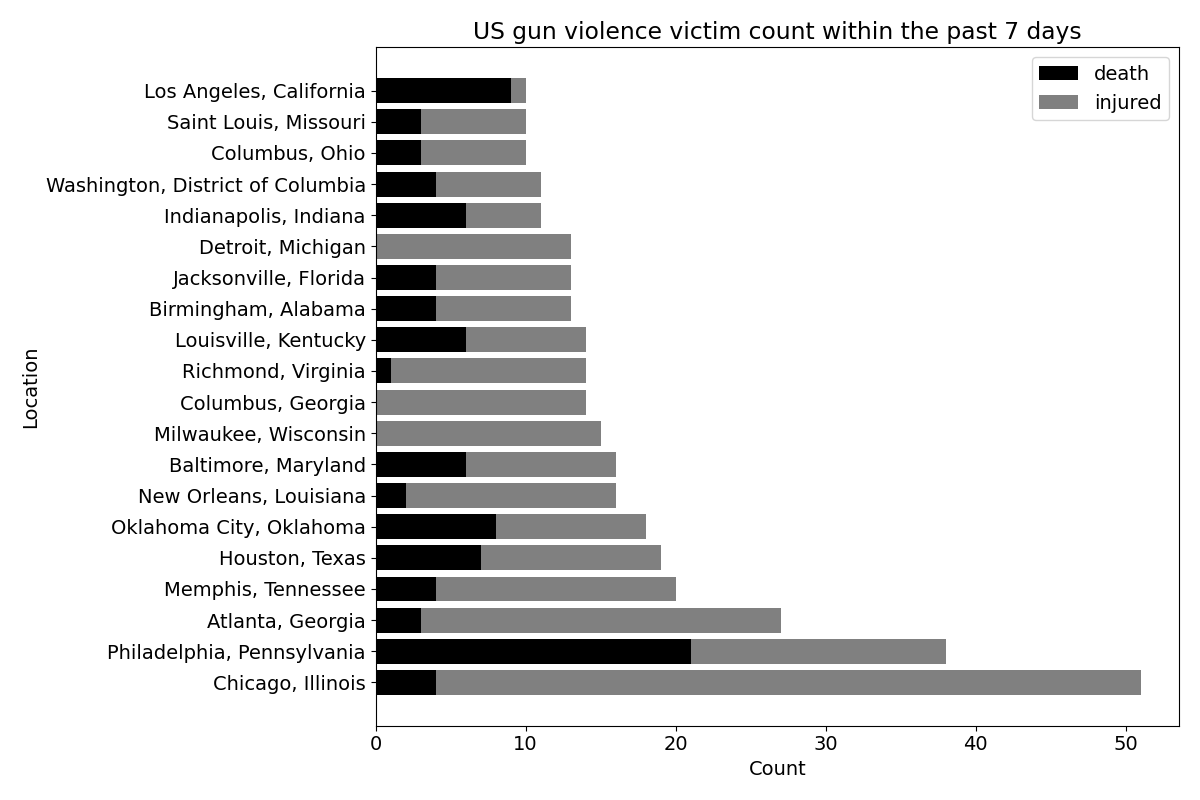 US gun violence victim count within the past 7 days
death
injured
Los Angeles, California
Saint Louis, Missouri
Columbus, Ohio
Washington, District of Columbia
Indianapolis, Indiana
Detroit, Michigan
Jacksonville, Florida
Birmingham, Alabama
Louisville, Kentucky
Richmond, Virginia
Columbus, Georgia
Milwaukee, Wisconsin
Baltimore, Maryland
New Orleans, Louisiana
Oklahoma City, Oklahoma
Houston, Texas
Memphis, Tennessee
Atlanta, Georgia
Philadelphia, Pennsylvania
Chicago, Illinois
Location
0 10 20 30 40 50
Count